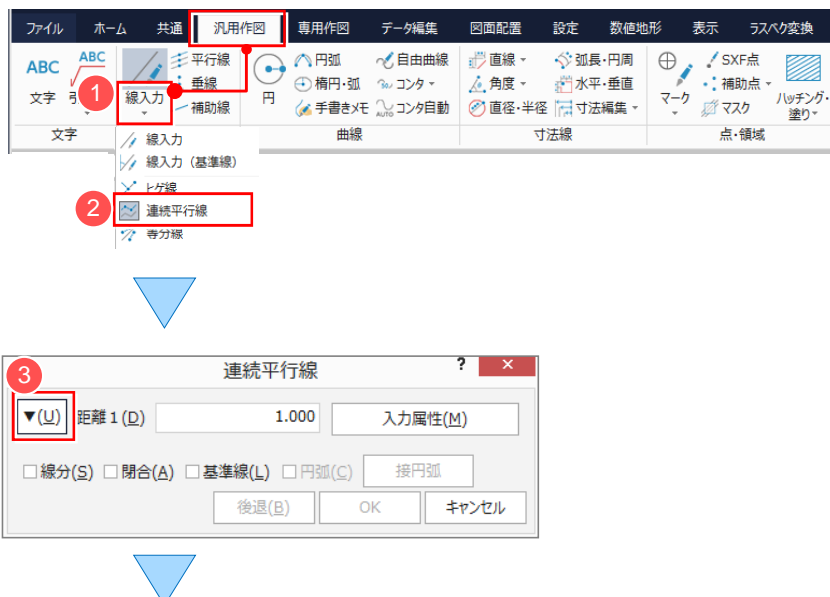 ファイル ホーム 共通 汎用作図 専用作図 データ編集 図面配置 設定 数値地形 表示 ラスベク変換
ABC ABC 平行線 円弧 自由曲線 直線 弧長・円周 SXF点
1 垂線 楕円・弧 コンタ 角度 水平・垂直 補助点
文字 線入力 補助線 円 手書きメモ コンタ自動 直径・半径 寸法編集 マーク マスク ハッチング・
塗り
文字 曲線 寸法線 点・領域
線入力
線入力（基準線）
ヒゲ線
2 連続平行線
等分線
3 連続平行線 ? ×
▼(U) 距離１(D) 1.000 入力属性(M)
線分(S) 閉合(A) 基準線(L) 円弧(C) 接円弧
後退(B) OK キャンセル